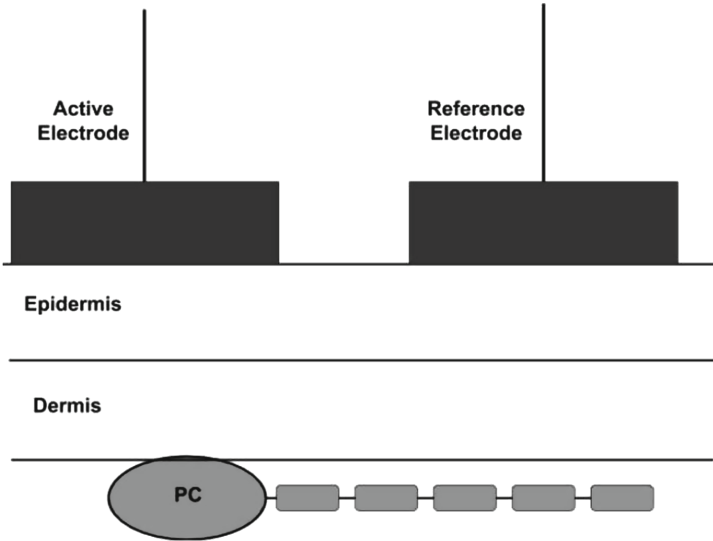 Active
Electrode
Reference
Electrode
Epidermis
Dermis
PC